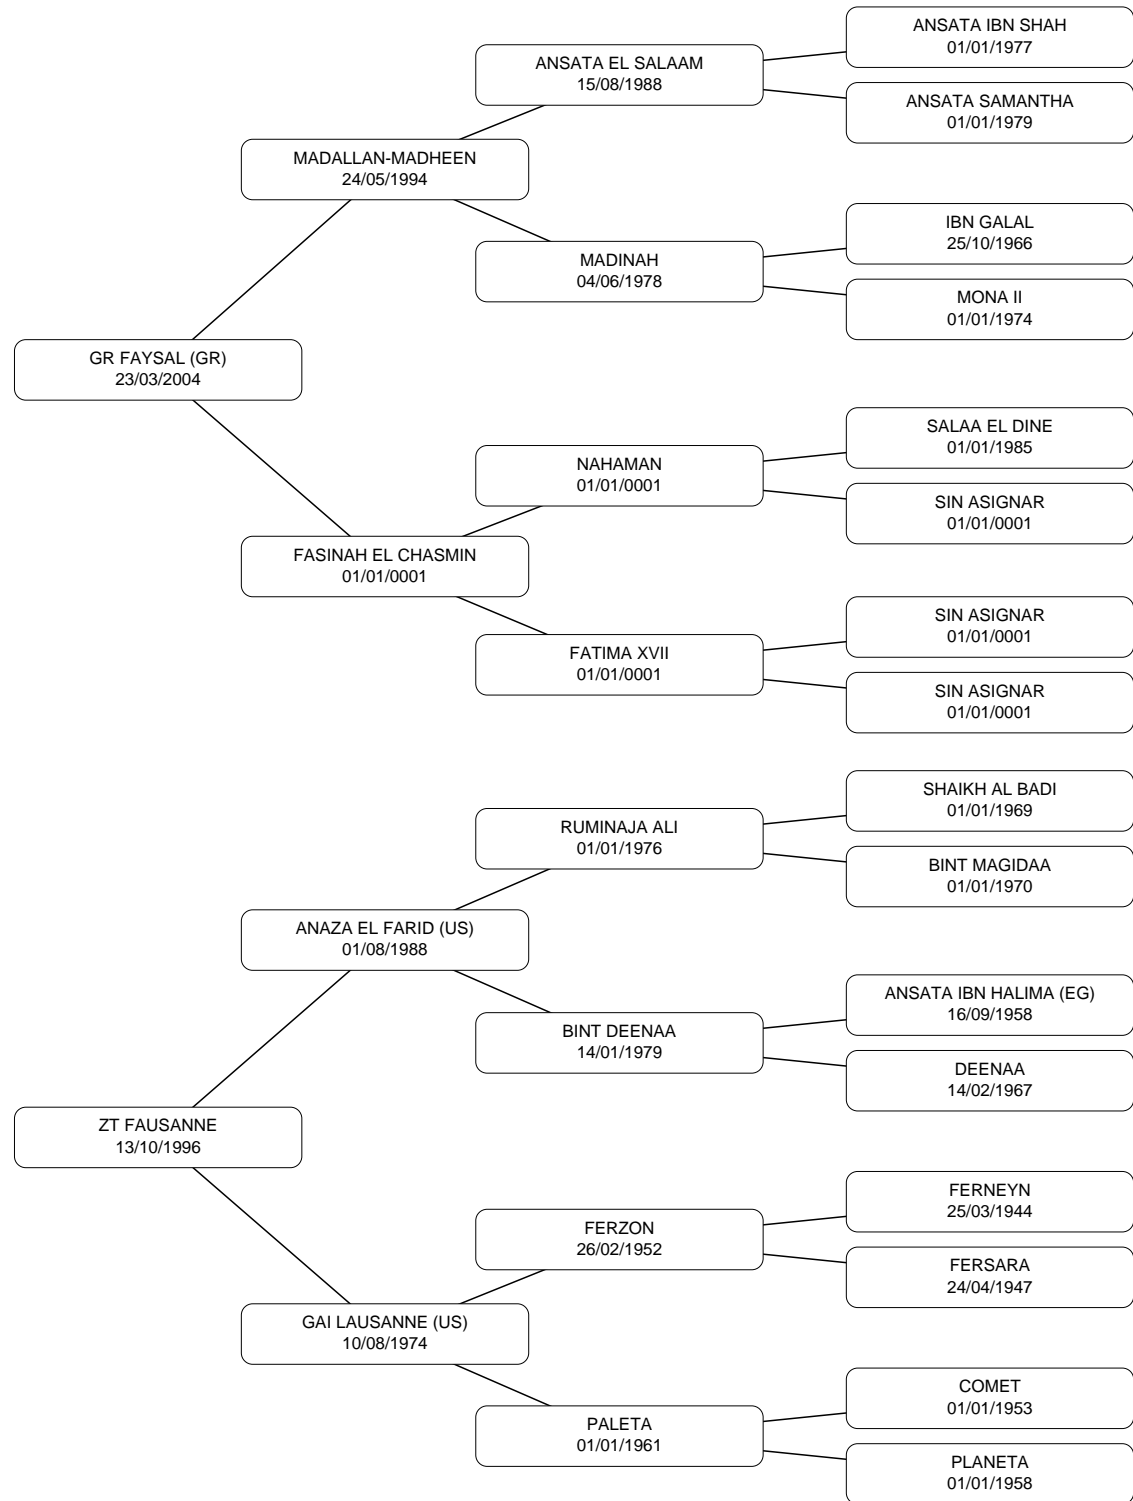 ANSATA IBN SHAH
01/01/1977
ANSATA EL SALAAM
15/08/1988
ANSATA SAMANTHA
01/01/1979
MADALLAN-MADHEEN
24/05/1994
IBN GALAL
25/10/1966
MADINAH
04/06/1978
MONA II
01/01/1974
GR FAYSAL (GR)
23/03/2004
SALAA EL DINE
01/01/1985
NAHAMAN
01/01/0001
SIN ASIGNAR
01/01/0001
FASINAH EL CHASMIN
01/01/0001
SIN ASIGNAR
01/01/0001
FATIMA XVII
01/01/0001
SIN ASIGNAR
01/01/0001
SHAIKH AL BADI
01/01/1969
RUMINAJA ALI
01/01/1976
BINT MAGIDAA
01/01/1970
ANAZA EL FARID (US)
01/08/1988
ANSATA IBN HALIMA (EG)
16/09/1958
BINT DEENAA
14/01/1979
DEENAA
14/02/1967
ZT FAUSANNE
13/10/1996
FERNEYN
25/03/1944
FERZON
26/02/1952
FERSARA
24/04/1947
GAI LAUSANNE (US)
10/08/1974
COMET
01/01/1953
PALETA
01/01/1961
PLANETA
01/01/1958